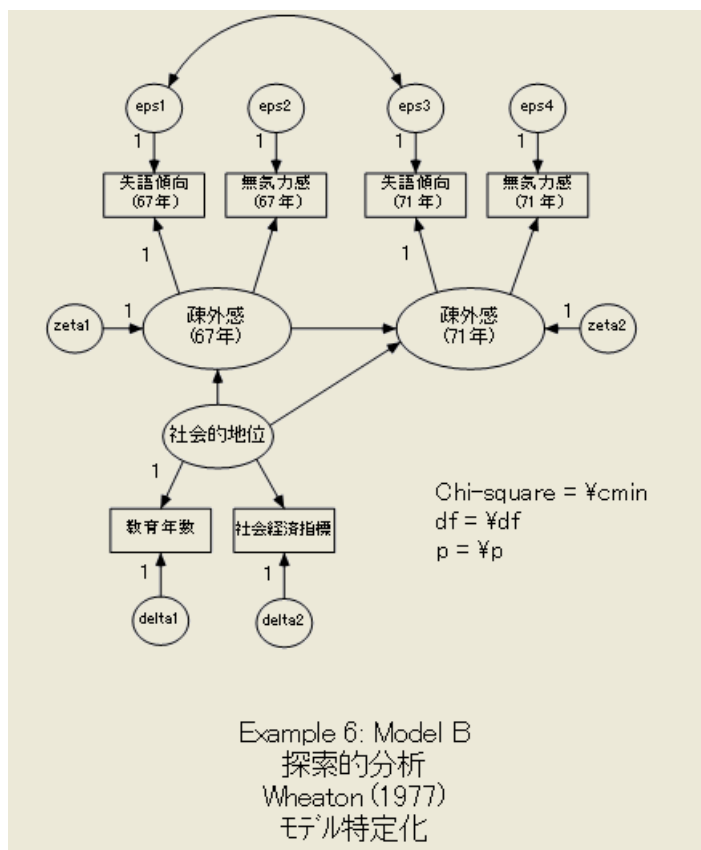 eps1
eps2
eps3
eps4
1
1
1
1
失語傾向
(67年)
無気力感
(67年)
失語傾向
(71年)
無気力感
(71年)
1
1
zeta1
1
疎外感
(67年)
疎外感
(71年)
1
zeta2
社会的地位
1
教育年数
社会経済指標
1
1
delta1
delta2
Chi-square = ¥cmin
df = ¥df
p = ¥p
Example 6: Model B
探索的分析
Wheaton (1977)
モデル特定化